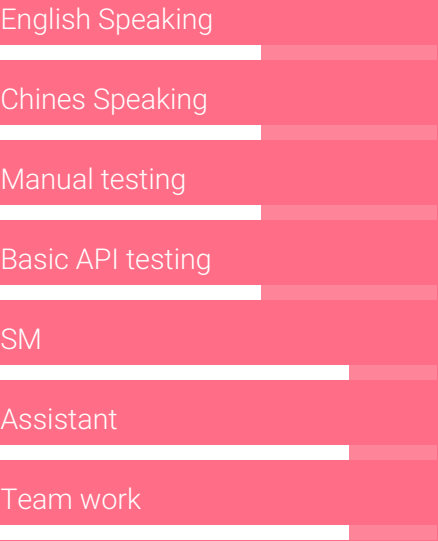 English Speaking
Chines Speaking
Manual testing
Basic API testing
SM
Assistant
Team work